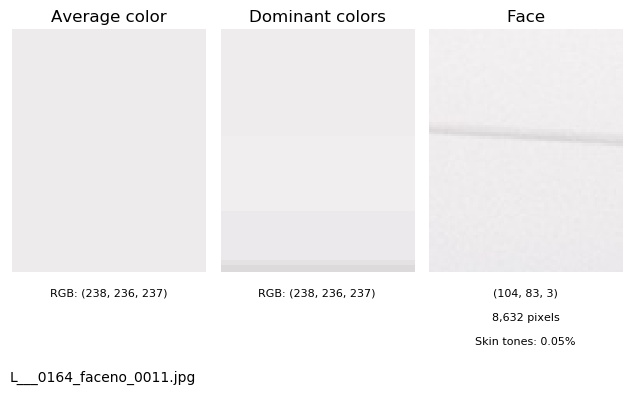 Average color
Dominant colors
Face
RGB: (238, 236, 237)
RGB: (238, 236, 237)
(104, 83, 3)
8,632 pixels
Skin tones: 0.05%
L___0164_faceno_0011.jpg